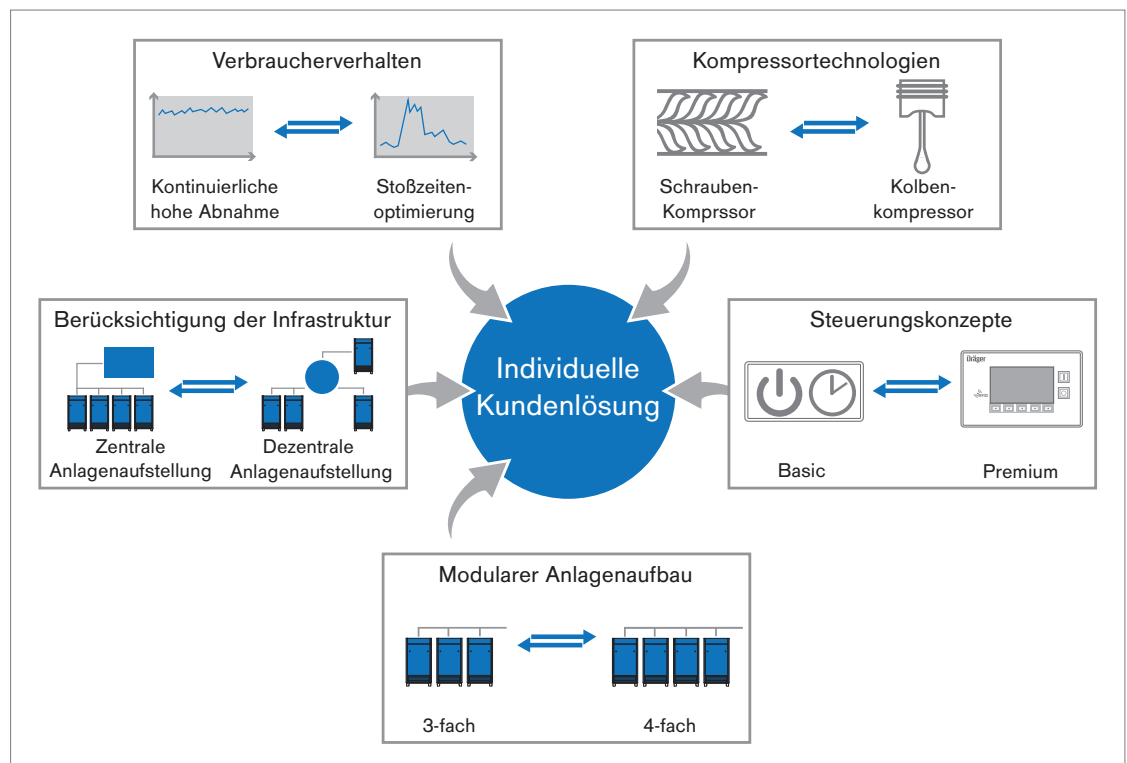 Verbraucherverhalten
Kontinuierliche
hohe Abnahme
Stoßzeiten-
optimierung
Kompressortechnologien
Schrauben-
Komprssor
Kolben-
kompressor
Berücksichtigung der Infrastruktur
Zentrale
Anlagenaufstellung
Dezentrale
Anlagenaufstellung
Individuelle
Kundenlösung
Steuerungskonzepte
Basic
Dräger
Premium
Modularer Anlagenaufbau
3-fach
4-fach